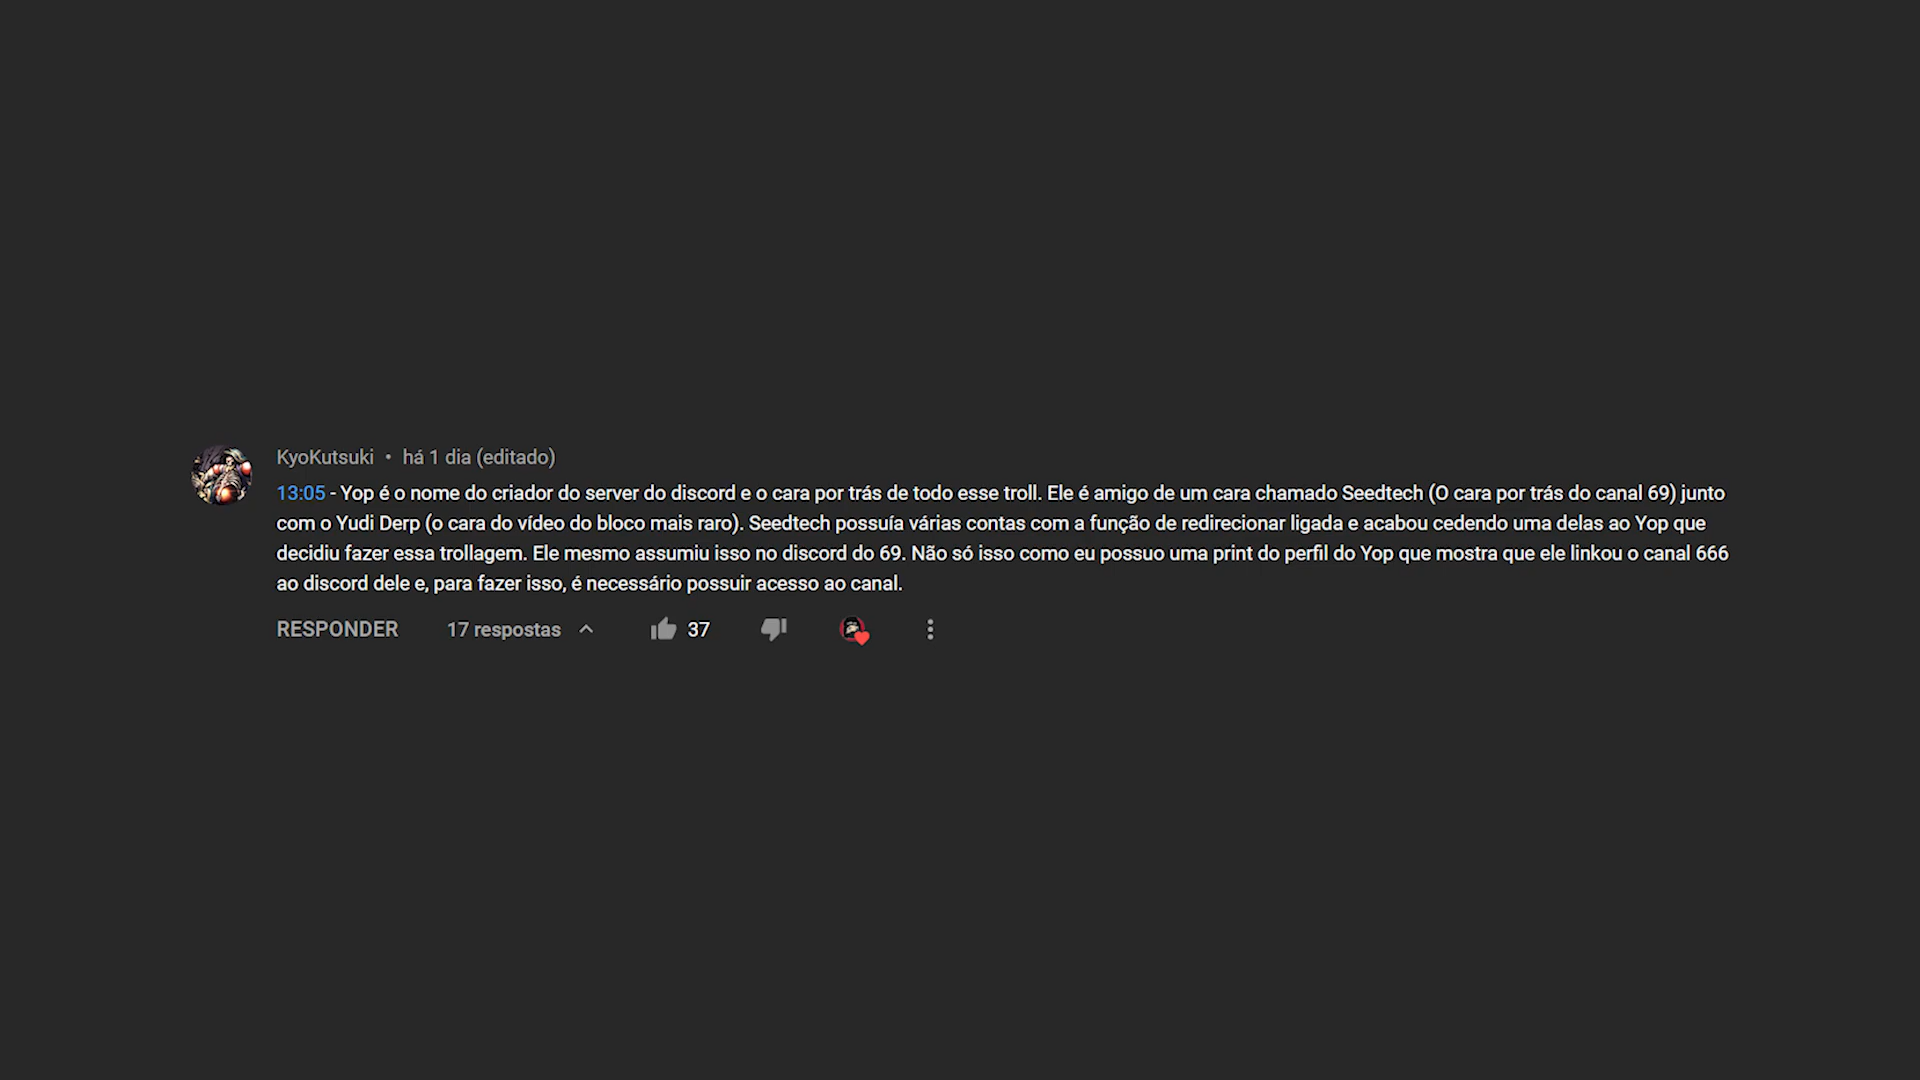 KyoKutsuki • há 1 dia (editado)
13:05 - Yop é o nome do criador do server do discord e o cara por trás de todo esse troll. Ele é amigo de um cara chamado Seedtech (O cara por trás do canal 69) junto
com o Yudi Derp (o cara do vídeo do bloco mais raro). Seedtech possuía várias contas com a função de redirecionar ligada e acabou cedendo uma delas ao Yop que
decidiu fazer essa trollagem. Ele mesmo assumiu isso no discord do 69. Não só isso como eu possuo uma print do perfil do Yop que mostra que ele linkou o canal 666
ao discord dele e, para fazer isso, é necessário possuir acesso ao canal.
RESPONDER 17 respostas 37